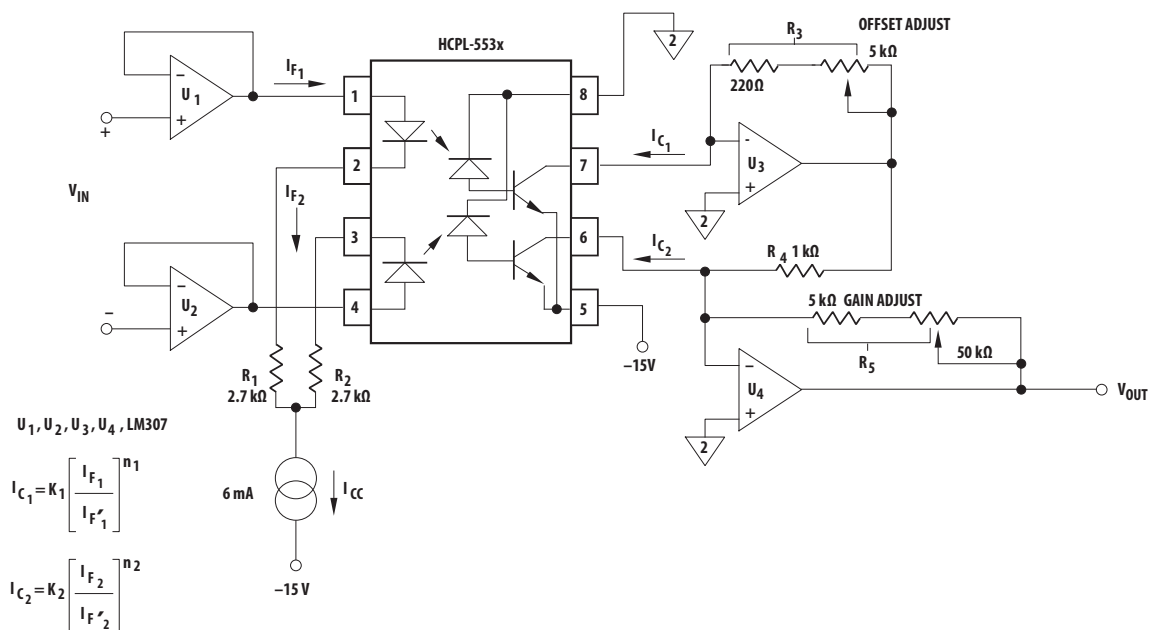 HCPL-553x
OFFSET ADJUST
R3
5 kΩ
220Ω
IF1
2
U1
–
+
1
8
IC1
U3
-
+
2
7
2
VIN
IF2
3
6
IC2
R4 1 kΩ
5 kΩ GAIN ADJUST
U2
–
+
4
5
R5
50 kΩ
R1
2.7 kΩ
R2
2.7 kΩ
–15V
U4
–
+
VOUT
2
+
–
U1, U2, U3, U4, LM307
IC1=K1[IF1/IF′1]n1
6 mA
ICC
–15 V
IC2=K2[IF2/IF′2]n2